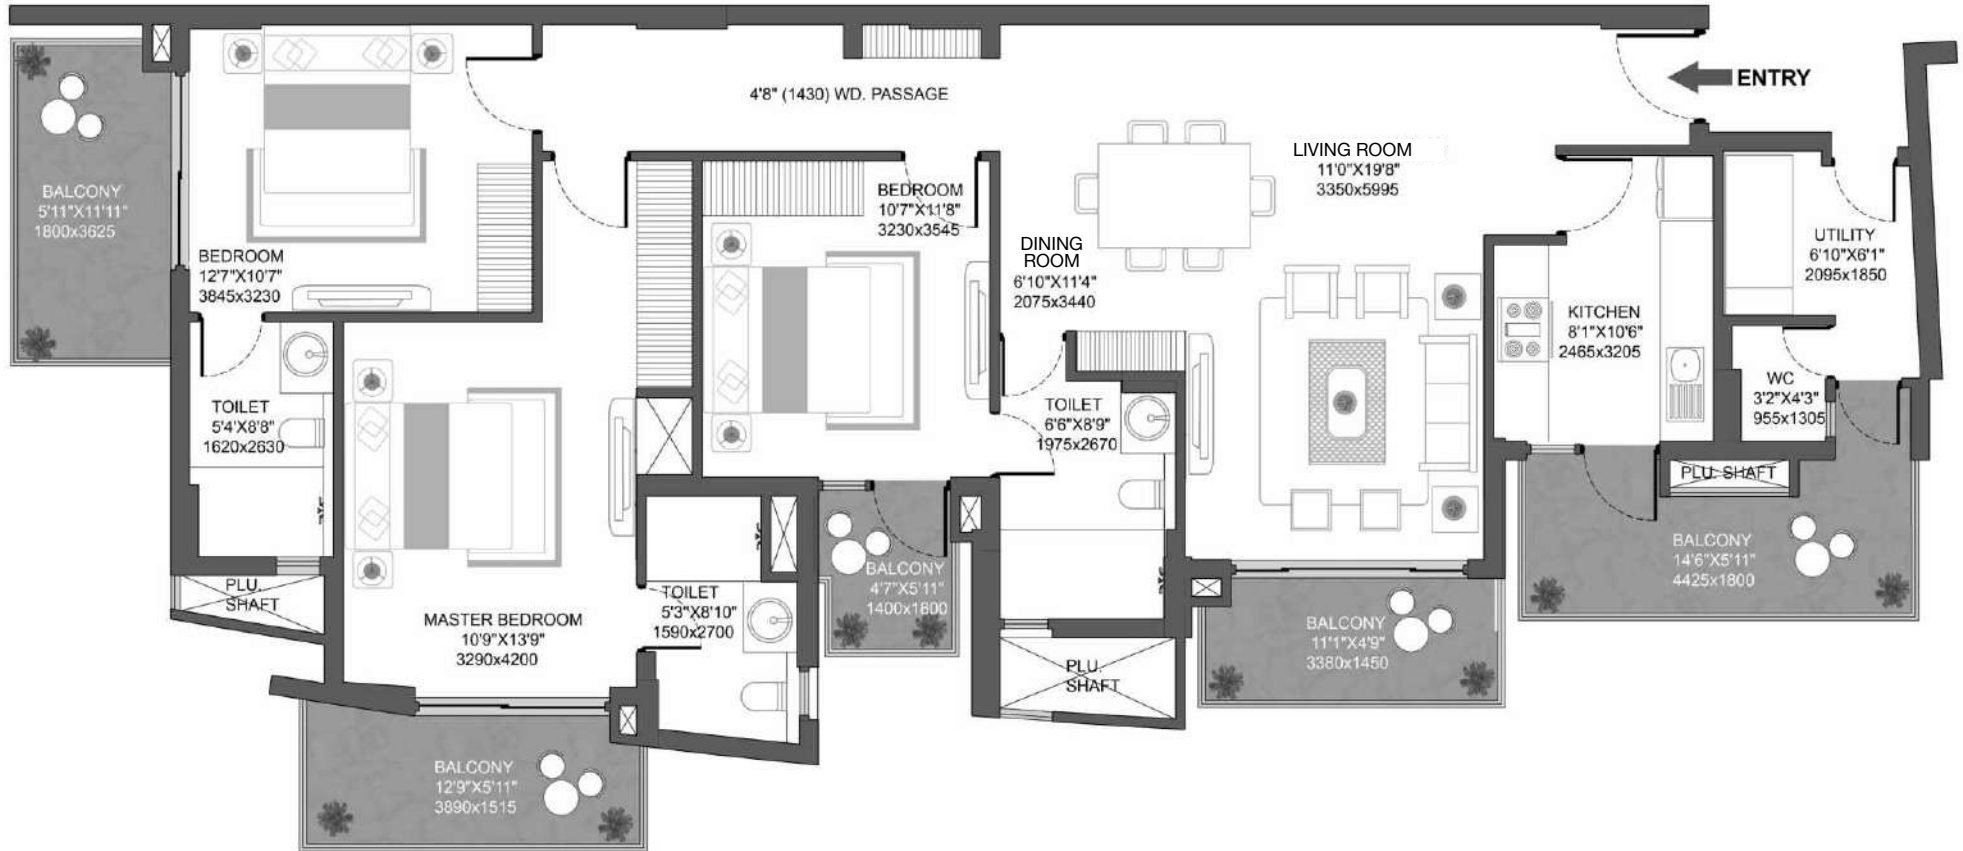 ENTRY
4'8" (1430) WD. PASSAGE
LIVING ROOM
11'0"X19'8"
3350x5995
BALCONY
5'11"X11'11"
1800x3625
BEDROOM
12'7"X10'7"
3845x3230
BEDROOM
10'7"X11'8"
3230x3545
DINING
ROOM
6'10"X11'4"
2075x3440
UTILITY
6'10"X6'1"
2095x1850
KITCHEN
8'1"X10'6"
2465x3205
WC
3'2"X4'3"
955x1305
TOILET
5'4'X8'8"
1620x2630
TOILET
6'6"X8'9"
1975x2670
PLU. SHAFT
BALCONY
14'6"X5'11"
4425x1800
BALCONY
4'7"X5'11"
1400x1800
PLU.
SHAFT
MASTER BEDROOM
10'9"X13'9"
3290x4200
TOILET
5'3"X8'10"
1590x2700
BALCONY
11'1"X4'9"
3380x1450
PLU.
SHAFT
BALCONY
12'9"X5'11"
3890x1515